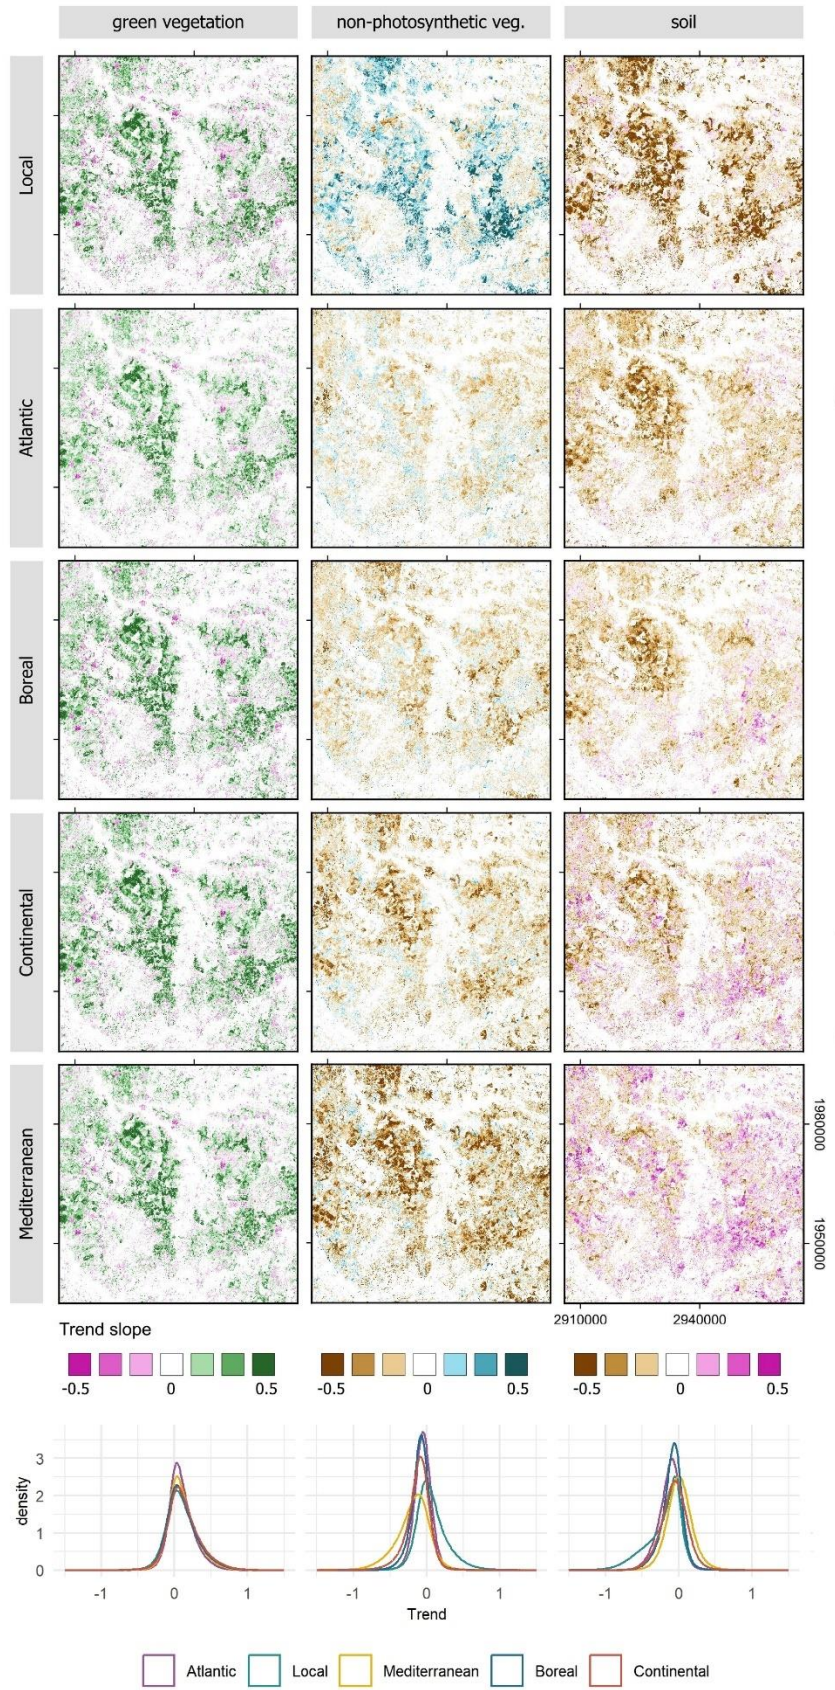 green vegetation non-photosynthetic veg. soil
Local
Atlantic
Boreal
Continental
Mediterranean
1980000
1950000
2910000 2940000
Trend slope
-0.5 0 0.5 -0.5 0 0.5 -0.5 0 0.5
density
3
2
1
0
-1 0 1 -1 0 1 -1 0 1
Trend
Atlantic Local Mediterranean Boreal Continental